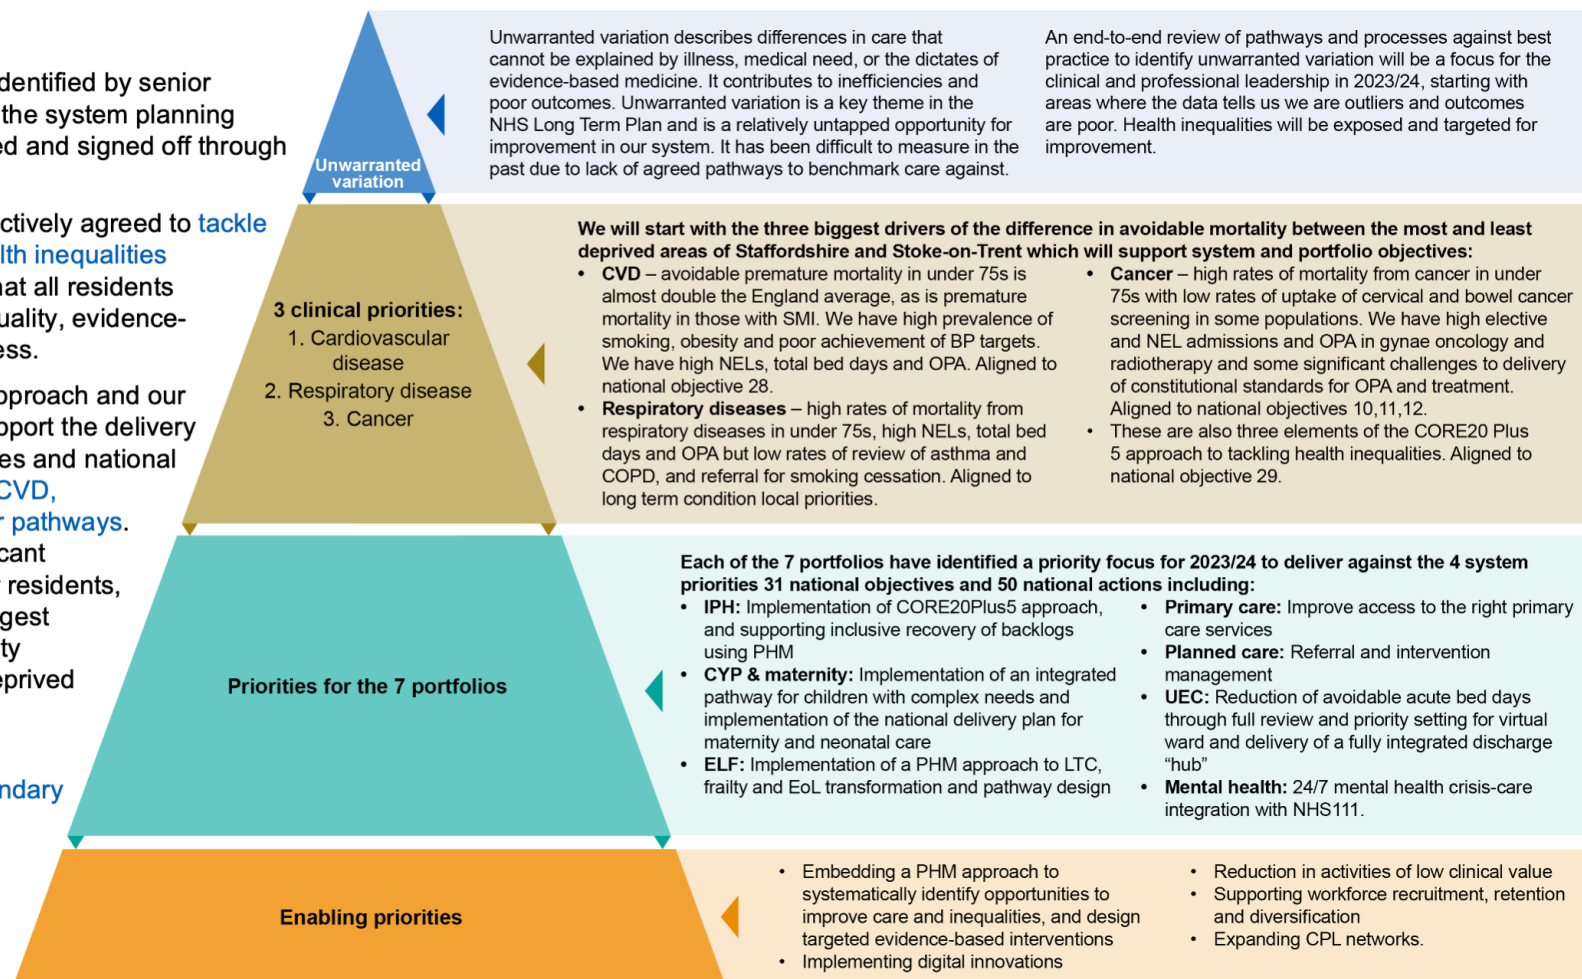 dentified by senior
the system planning
ed and signed off through
ctively agreed to tackle
lth inequalities
hat all residents
uality, evidence-
ess.
pproach and our
pport the delivery
es and national
CVD,
r pathways.
cant
r residents,
gest
ty
eprived
ndary
Unwarranted
variation
Unwarranted variation describes differences in care that
cannot be explained by illness, medical need, or the dictates of
evidence-based medicine. It contributes to inefficiencies and
poor outcomes. Unwarranted variation is a key theme in the
NHS Long Term Plan and is a relatively untapped opportunity for
improvement in our system. It has been difficult to measure in the
past due to lack of agreed pathways to benchmark care against.
An end-to-end review of pathways and processes against best
practice to identify unwarranted variation will be a focus for the
clinical and professional leadership in 2023/24, starting with
areas where the data tells us we are outliers and outcomes
are poor. Health inequalities will be exposed and targeted for
improvement.
3 clinical priorities:
1. Cardiovascular
disease
2. Respiratory disease
3. Cancer
We will start with the three biggest drivers of the difference in avoidable mortality between the most and least
deprived areas of Staffordshire and Stoke-on-Trent which will support system and portfolio objectives:
• CVD – avoidable premature mortality in under 75s is
almost double the England average, as is premature
mortality in those with SMI. We have high prevalence of
smoking, obesity and poor achievement of BP targets.
We have high NELs, total bed days and OPA. Aligned to
national objective 28.
• Respiratory diseases – high rates of mortality from
respiratory diseases in under 75s, high NELs, total bed
days and OPA but low rates of review of asthma and
COPD, and referral for smoking cessation. Aligned to
long term condition local priorities.
• Cancer – high rates of mortality from cancer in under
75s with low rates of uptake of cervical and bowel cancer
screening in some populations. We have high elective
and NEL admissions and OPA in gynae oncology and
radiotherapy and some significant challenges to delivery
of constitutional standards for OPA and treatment.
Aligned to national objectives 10,11,12.
• These are also three elements of the CORE20 Plus
5 approach to tackling health inequalities. Aligned to
national objective 29.
Priorities for the 7 portfolios
Each of the 7 portfolios have identified a priority focus for 2023/24 to deliver against the 4 system
priorities 31 national objectives and 50 national actions including:
• IPH: Implementation of CORE20Plus5 approach,
and supporting inclusive recovery of backlogs
using PHM
• CYP & maternity: Implementation of an integrated
pathway for children with complex needs and
implementation of the national delivery plan for
maternity and neonatal care
• ELF: Implementation of a PHM approach to LTC,
frailty and EoL transformation and pathway design
• Primary care: Improve access to the right primary
care services
• Planned care: Referral and intervention
management
• UEC: Reduction of avoidable acute bed days
through full review and priority setting for virtual
ward and delivery of a fully integrated discharge
“hub”
• Mental health: 24/7 mental health crisis-care
integration with NHS111.
Enabling priorities
• Embedding a PHM approach to
systematically identify opportunities to
improve care and inequalities, and design
targeted evidence-based interventions
• Implementing digital innovations
• Reduction in activities of low clinical value
• Supporting workforce recruitment, retention
and diversification
• Expanding CPL networks.